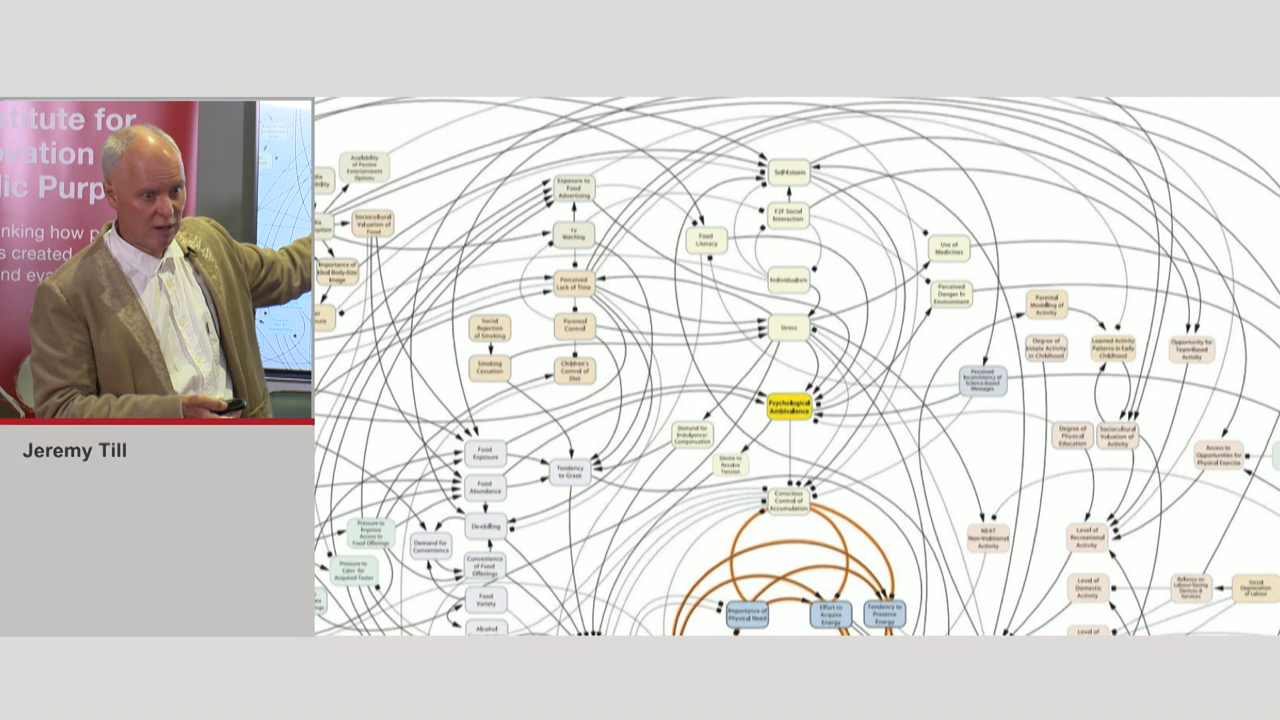 stitute for
ovation
lic Purp
nking how p
s created
nd eva
Jeremy Till
Availability
of Passive
Entertainment
Options
Sociocultural
Valuation of
Food
Importance of
Ideal Body-Size
Image
Exposure to
Food
Advertising
TV
Watching
Perceived
Lack of Time
Parental
Control
Children's
Control of
Diet
Social
Rejection
of Smoking
Smoking
Cessation
Self-Esteem
F2F Social
Interaction
Food
Literacy
Individualism
Stress
Psychological
Ambivalence
Use of
Medicines
Perceived
Danger in
Environment
Parental
Modelling of
Activity
Degree of
Innate Activity
in Childhood
Learned Activity
Patterns in Early
Childhood
Opportunity for
Team-Based
Activity
Perceived
Inconsistency of
Science-based
Messages
Demand for
Indulgence/
Compensation
Desire to
Resolve
Tension
Degree of
Physical
Education
Sociocultural
Valuation of
Activity
Access to
Opportunities for
Physical Exercise
Food
Exposure
Tendency
to Graze
Food
Abundance
Conscious
Control of
Accumulation
De-skilling
Pressure to
Improve
Access to
Food Offerings
Demand for
Convenience
Convenience
of Food
Offerings
Pressure to
Cater for
Acquired Tastes
Food
Variety
Alcohol
NEAT
Non-Volitional
Activity
Level of
Recreational
Activity
Level of
Domestic
Activity
Reliance on
Labour-Saving
Devices &
Services
Social
Depreciation
of Labour
Importance of
Physical Need
Effort to
Acquire
Energy
Tendency to
Preserve
Energy
Level of